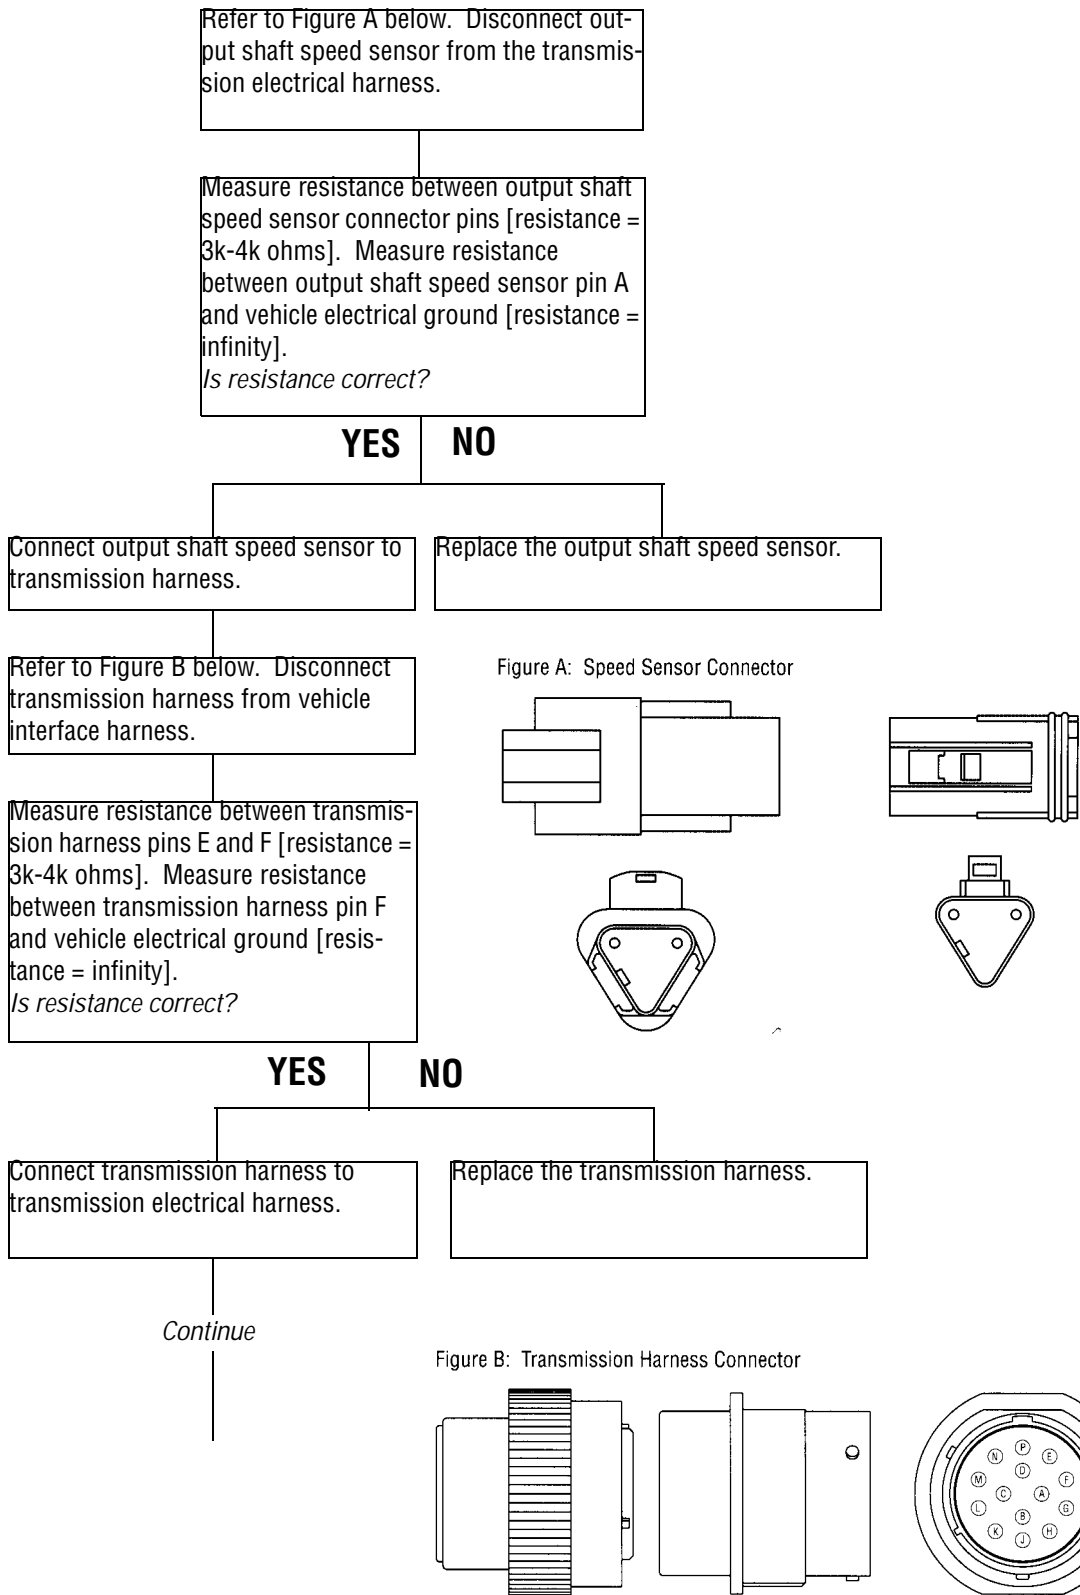 Refer to Figure A below. Disconnect out-
put shaft speed sensor from the transmis-
sion electrical harness.
Measure resistance between output shaft
speed sensor connector pins [resistance =
3k-4k ohms]. Measure resistance
between output shaft speed sensor pin A
and vehicle electrical ground [resistance =
infinity].
Is resistance correct?
YES NO
Connect output shaft speed sensor to
transmission harness.
Replace the output shaft speed sensor.
Refer to Figure B below. Disconnect
transmission harness from vehicle
interface harness.
Figure A: Speed Sensor Connector
Measure resistance between transmis-
sion harness pins E and F [resistance =
3k-4k ohms]. Measure resistance
between transmission harness pin F
and vehicle electrical ground [resis-
tance = infinity].
Is resistance correct?
YES NO
Connect transmission harness to
transmission electrical harness.
Replace the transmission harness.
Continue
Figure B: Transmission Harness Connector
P
N E
D
M F
C A
L G
B
K H
J